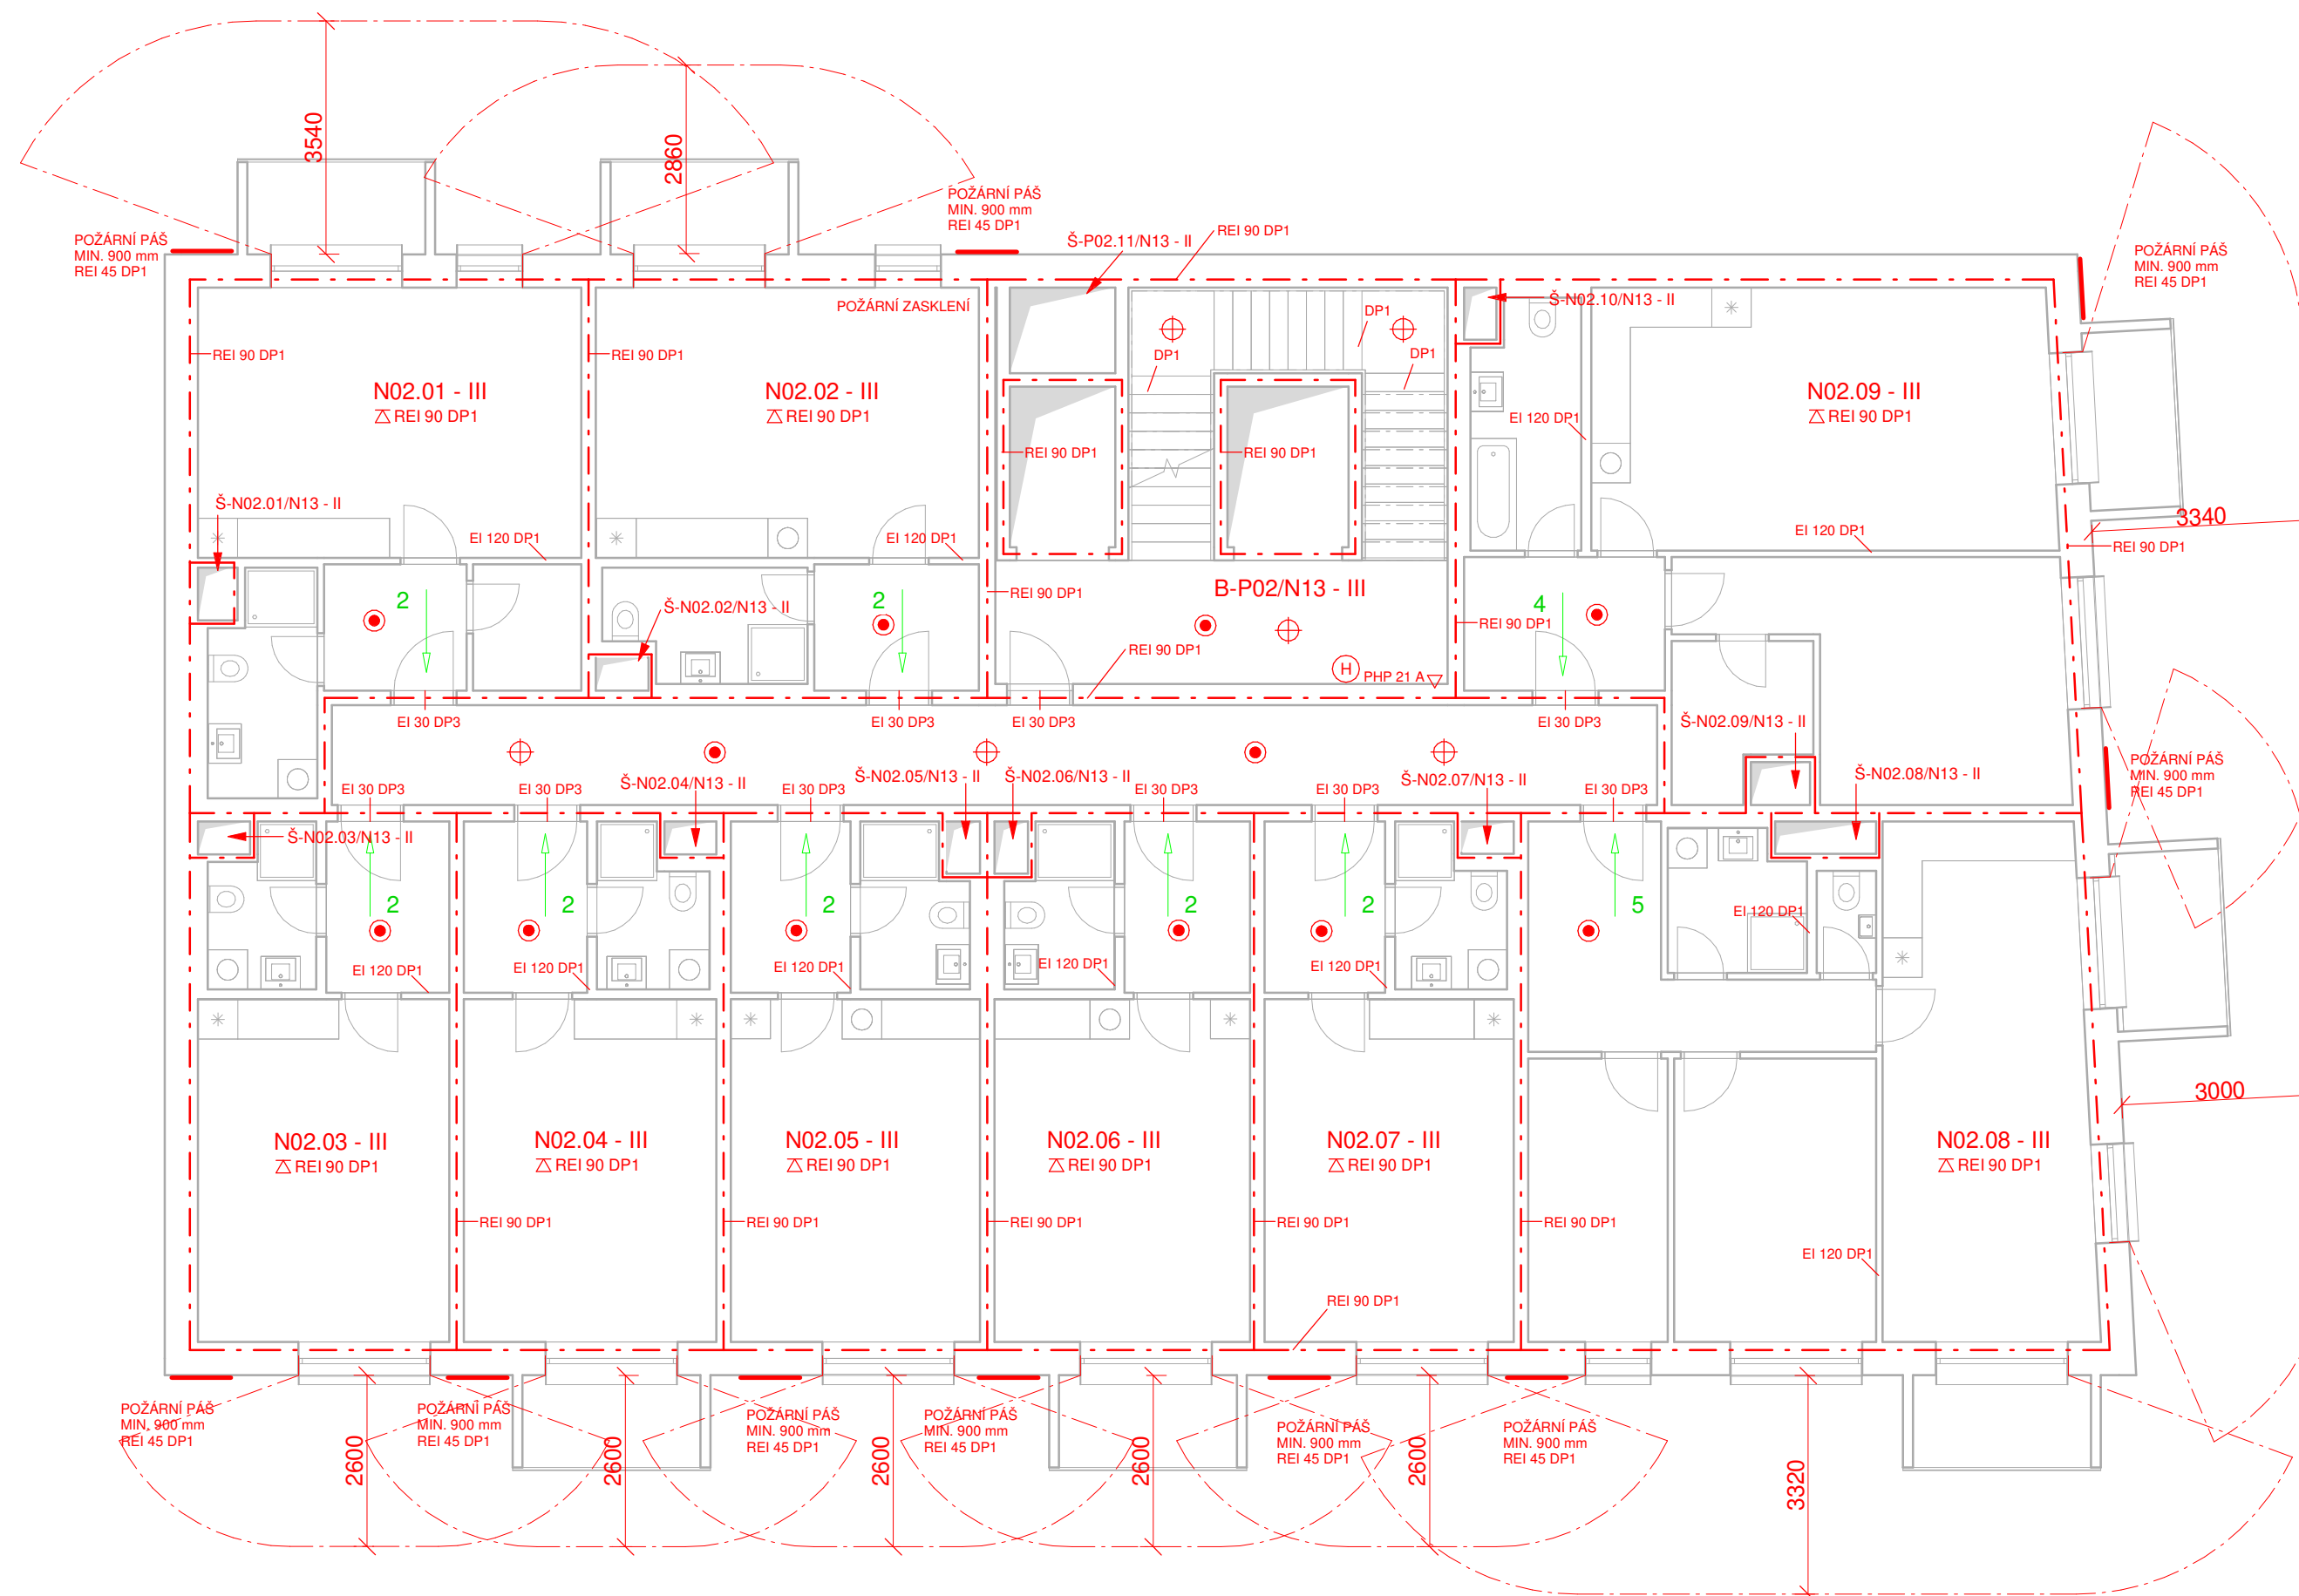 3540
2860
POŽÁRNÍ PÁŠ
MIN. 900 mm
REI 45 DP1
POŽÁRNÍ PÁŠ
MIN. 900 mm
REI 45 DP1
Š-P02.11/N13 - II
REI 90 DP1
POŽÁRNÍ PÁŠ
MIN. 900 mm
REI 45 DP1
POŽÁRNÍ ZASKLENÍ
Š-N02.10/N13 - II
DP1
DP1
DP1
REI 90 DP1
REI 90 DP1
N02.01 - III
REI 90 DP1
N02.02 - III
REI 90 DP1
N02.09 - III
REI 90 DP1
EI 120 DP1
REI 90 DP1
REI 90 DP1
Š-N02.01/N13 - II
EI 120 DP1
EI 120 DP1
EI 120 DP1
3340
REI 90 DP1
2
2
Š-N02.02/N13 - II
REI 90 DP1
B-P02/N13 - III
4
REI 90 DP1
REI 90 DP1
H
PHP 21 A
EI 30 DP3
EI 30 DP3
EI 30 DP3
EI 30 DP3
Š-N02.09/N13 - II
POŽÁRNÍ PÁŠ
MIN. 900 mm
REI 45 DP1
EI 30 DP3
EI 30 DP3
Š-N02.04/N13 - II
EI 30 DP3
Š-N02.05/N13 - II
Š-N02.06/N13 - II
EI 30 DP3
EI 30 DP3
Š-N02.07/N13 - II
EI 30 DP3
Š-N02.08/N13 - II
Š-N02.03/N13 - II
2
2
2
2
2
5
EI 120 DP1
EI 120 DP1
EI 120 DP1
EI 120 DP1
EI 120 DP1
EI 120 DP1
3000
N02.03 - III
REI 90 DP1
N02.04 - III
REI 90 DP1
N02.05 - III
REI 90 DP1
N02.06 - III
REI 90 DP1
N02.07 - III
REI 90 DP1
N02.08 - III
REI 90 DP1
REI 90 DP1
REI 90 DP1
REI 90 DP1
REI 90 DP1
REI 90 DP1
EI 120 DP1
REI 90 DP1
POŽÁRNÍ PÁŠ
MIN. 900 mm
REI 45 DP1
POŽÁRNÍ PÁŠ
MIN. 900 mm
REI 45 DP1
POŽÁRNÍ PÁŠ
MIN. 900 mm
REI 45 DP1
POŽÁRNÍ PÁŠ
MIN. 900 mm
REI 45 DP1
POŽÁRNÍ PÁŠ
MIN. 900 mm
REI 45 DP1
POŽÁRNÍ PÁŠ
MIN. 900 mm
REI 45 DP1
2600
2600
2600
2600
2600
3320